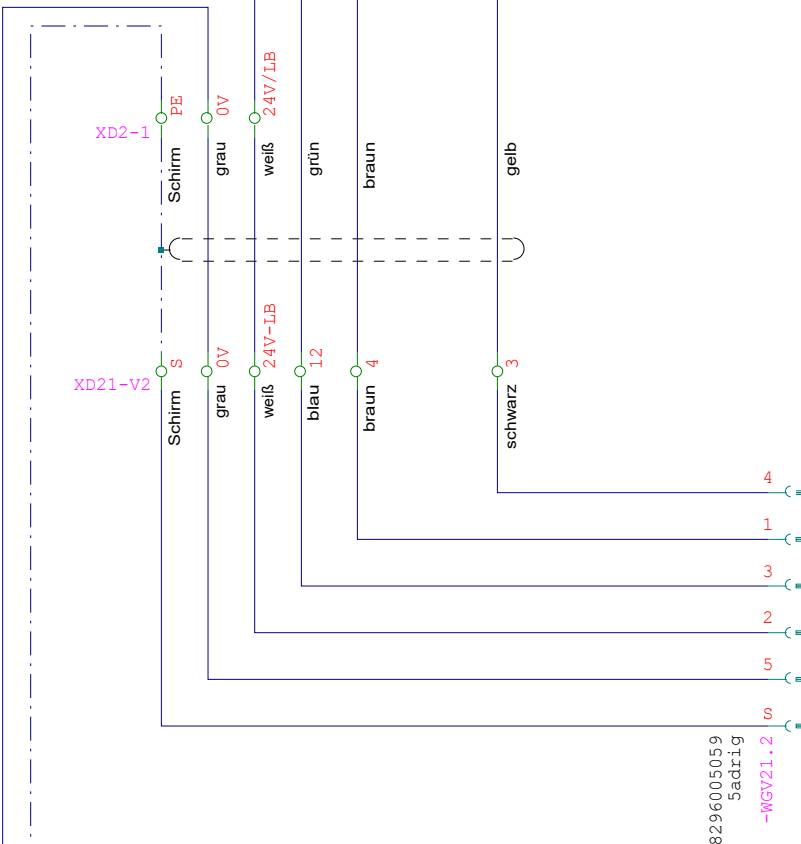 XD2-1
PE
0V
24V/LB
Schirm
grau
weiß
grün
braun
gelb
XD21-V2
S
0V
24V-LB
12
4
3
Schirm
grau
weiß
blau
braun
schwarz
4
1
3
2
5
S
8296005059
5adrig
-WGV21.2